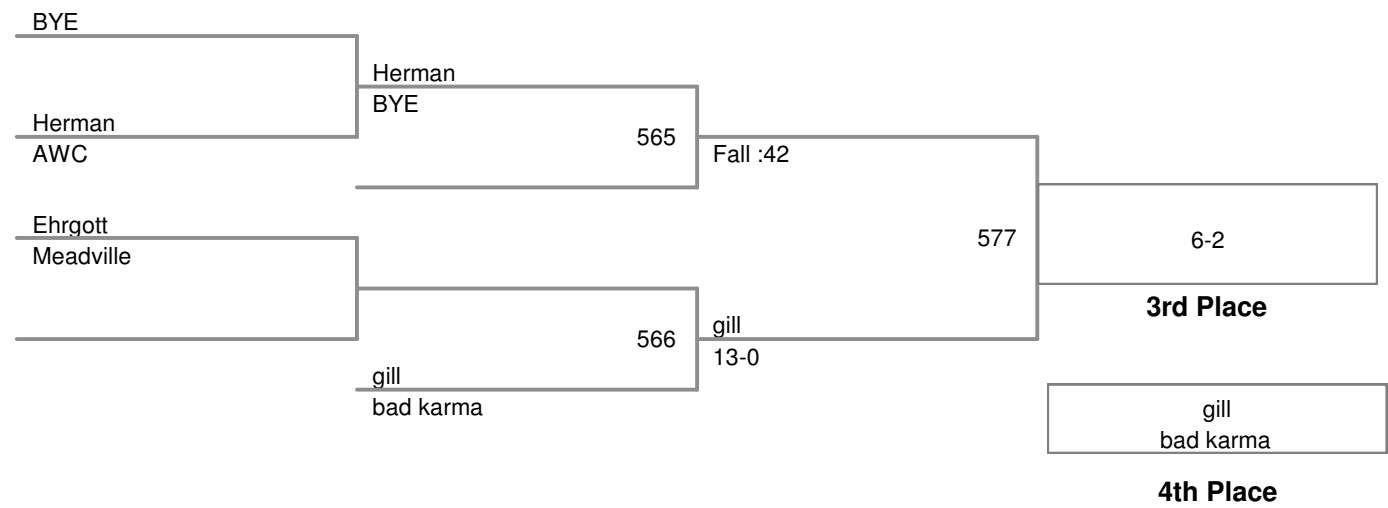 BYE
Herman
BYE
Herman
AWC
565
Fall :42
Ehrgott
Meadville
577
6-2
3rd Place
566
gill
13-0
gill
bad karma
gill
bad karma
4th Place